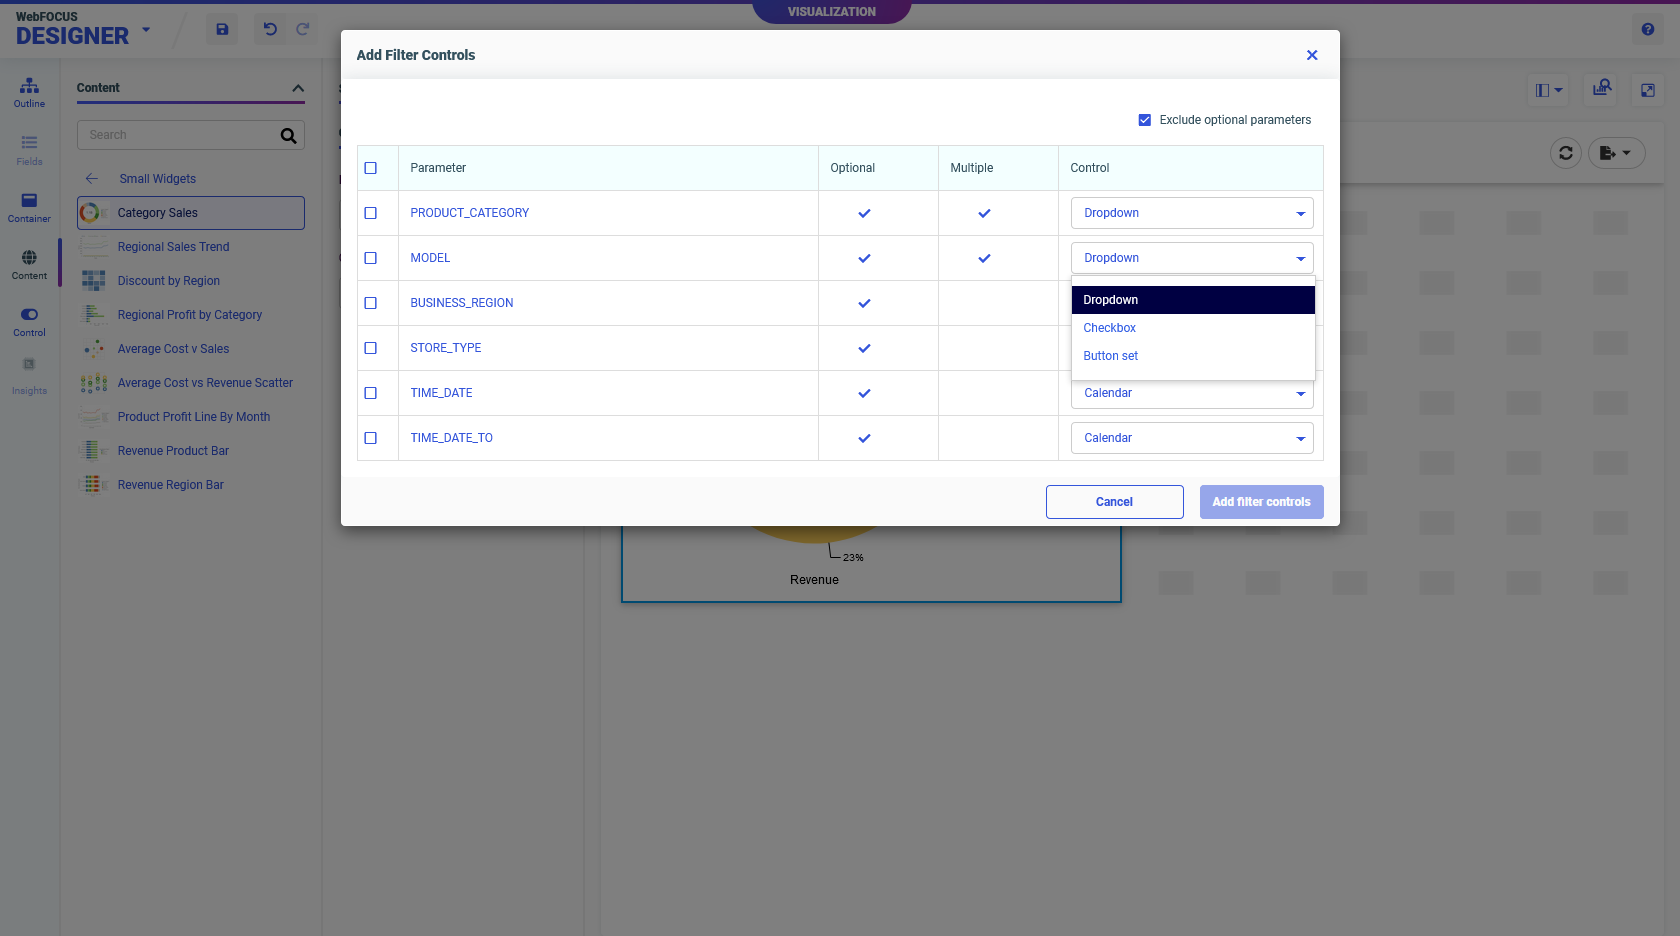 WebFOCUS
DESIGNER
VISUALIZATION
Outline
Fields
Container
Content
Control
Insights
Content
Search
Small Widgets
Category Sales
Regional Sales Trend
Discount by Region
Regional Profit by Category
Average Cost v Sales
Average Cost vs Revenue Scatter
Product Profit Line By Month
Revenue Product Bar
Revenue Region Bar
Add Filter Controls
Exclude optional parameters
Parameter Optional Multiple Control
PRODUCT_CATEGORY Dropdown
MODEL Dropdown
Dropdown
BUSINESS_REGION
Checkbox
STORE_TYPE
Button set
TIME_DATE Calendar
TIME_DATE_TO Calendar
Cancel Add filter controls
23%
Revenue